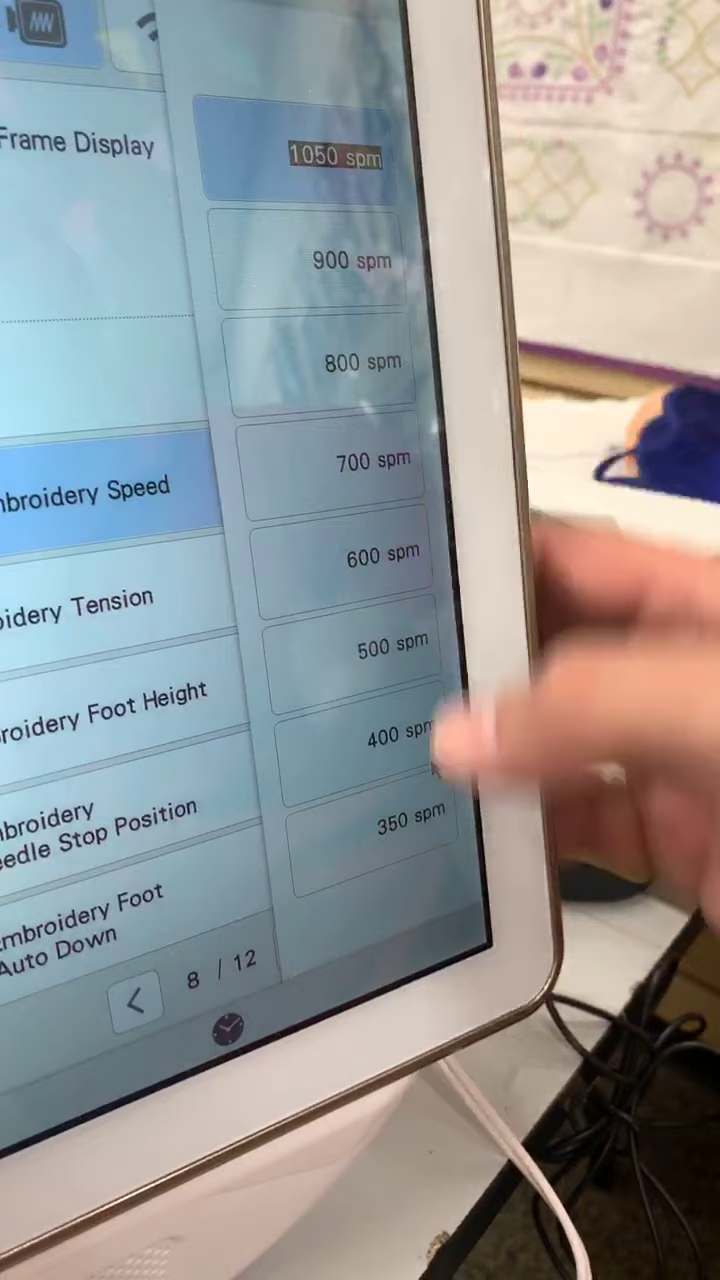 Frame Display
mbroidery Speed
oidery Tension
roidery Foot Height
mbroidery
eedle Stop Position
Embroidery Foot
Auto Down
8 / 12
1050 spm
900 spm
800 spm
700 spm
600 spm
500 spm
400 spm
350 spm